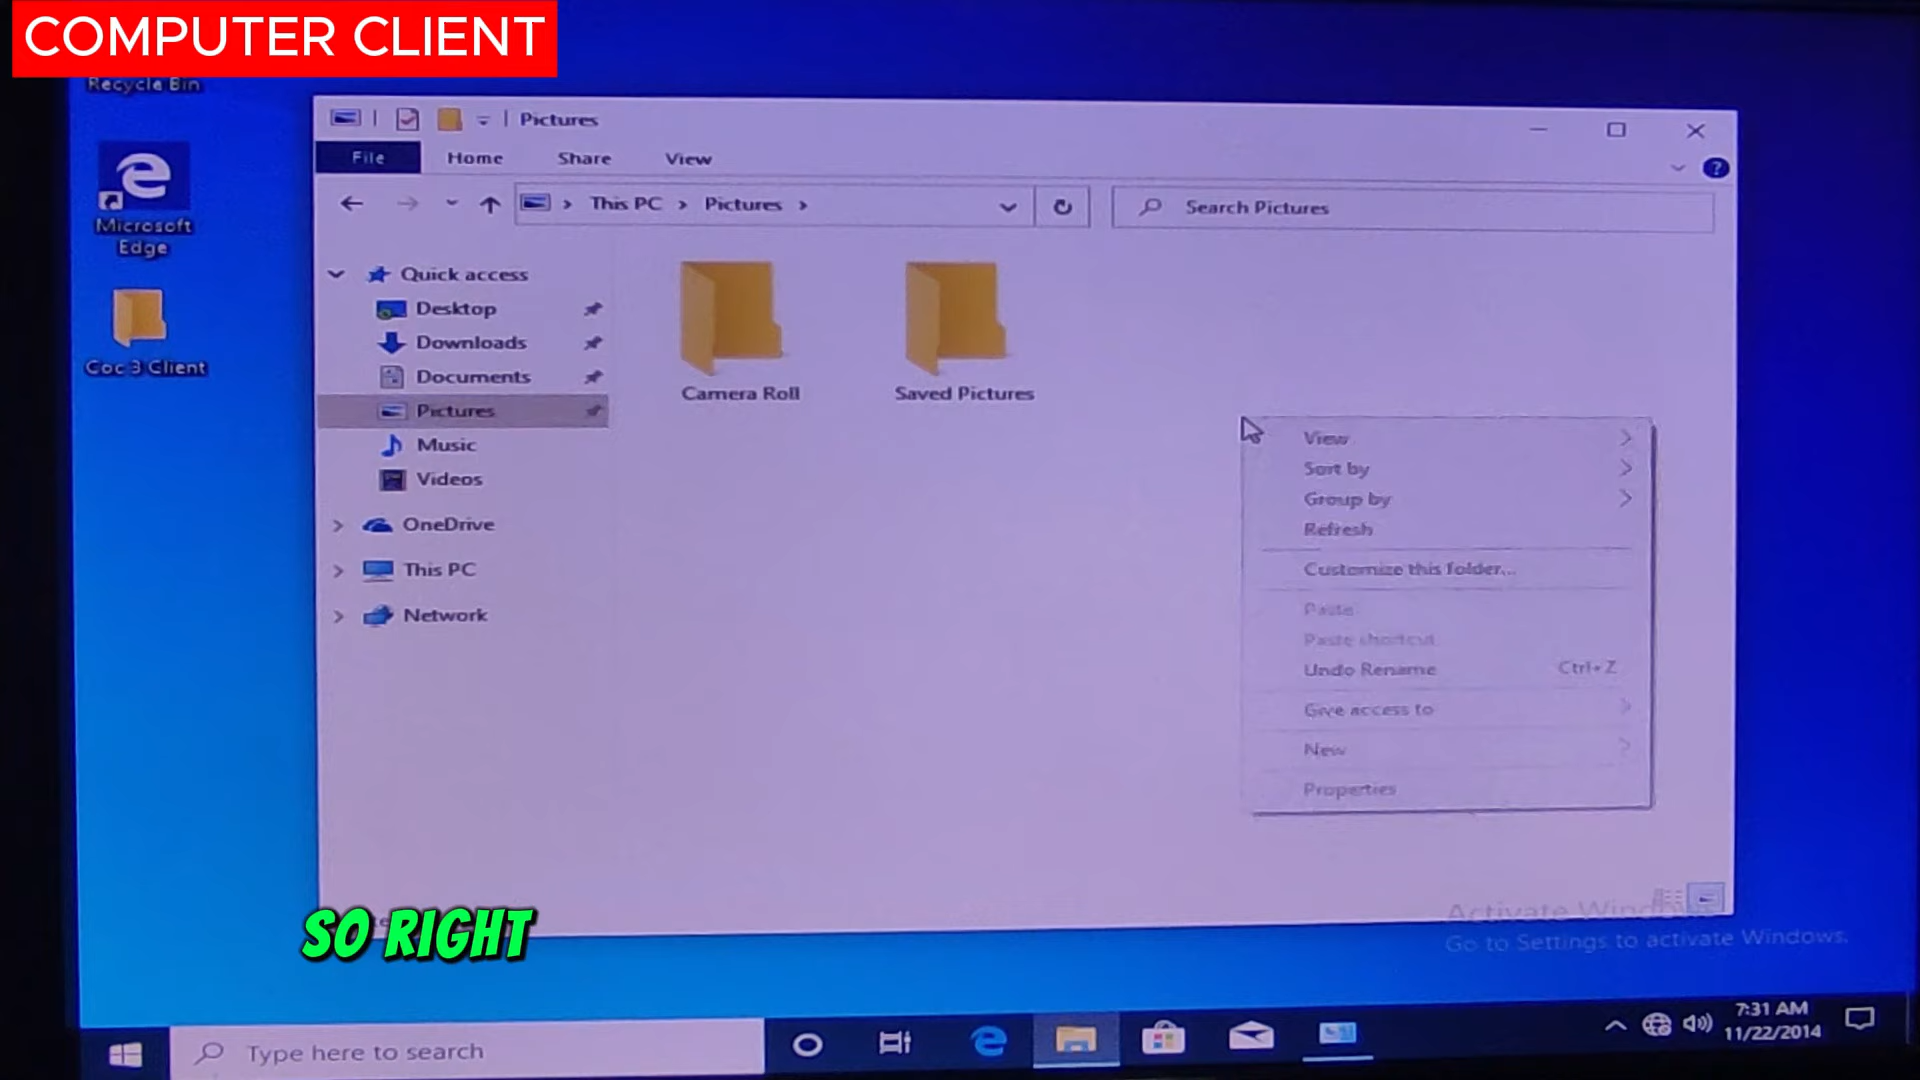 COMPUTER CLIENT
Recycle Bin
Pictures
File
Home
Share
View
This PC
Pictures
Search Pictures
Microsoft
Edge
Coc 3 Client
Quick access
Desktop
Downloads
Documents
Pictures
Music
Videos
OneDrive
This PC
Network
Camera Roll
Saved Pictures
View
Sort by
Group by
Refresh
Customize this folder...
Paste
Paste shortcut
Undo Rename Ctrl+Z
Give access to
New
Properties
SO RIGHT
Activate Windows
Go to Settings to activate Windows.
Type here to search
7:31 AM
11/22/2014